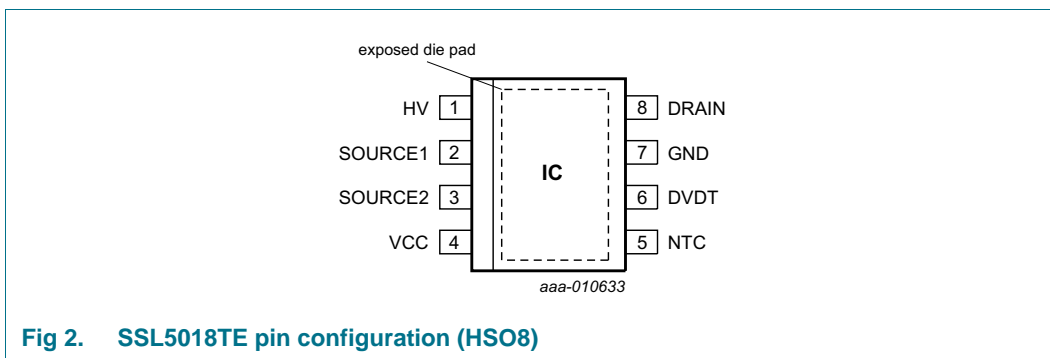 exposed die pad
HV 1
8 DRAIN
SOURCE1 2
7 GND
IC
SOURCE2 3
6 DVDT
VCC 4
5 NTC
aaa-010633
Fig 2. SSL5018TE pin configuration (HSO8)